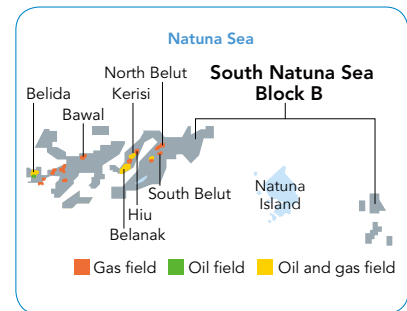 Natuna Sea
North Belut
South Natuna Sea
Block B
Belida
Kerisi
Bawal
South Belut
Natuna
Island
Hiu
Belanak
Gas field
Oil field
Oil and gas field